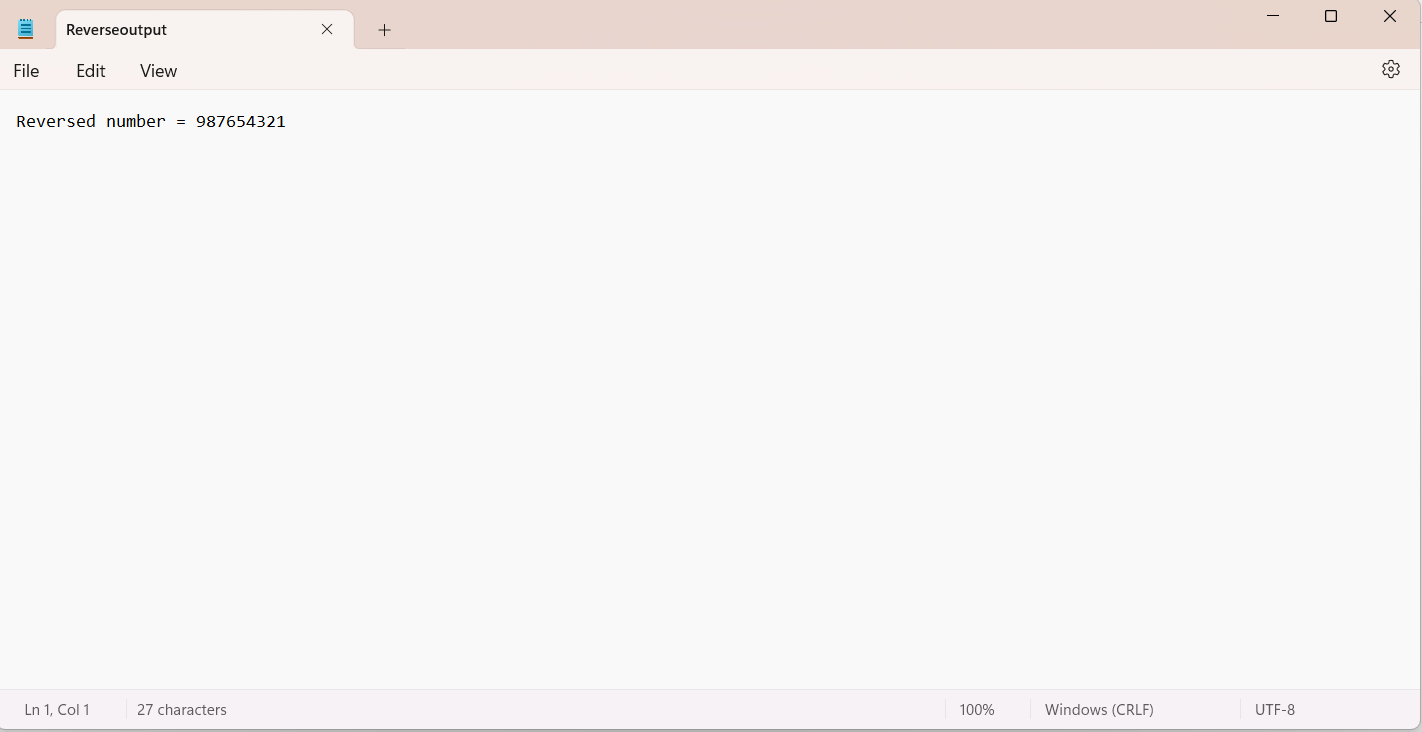 Reverseoutput
File Edit View
Reversed number = 987654321
Ln 1, Col 1 27 characters 100% Windows (CRLF) UTF-8